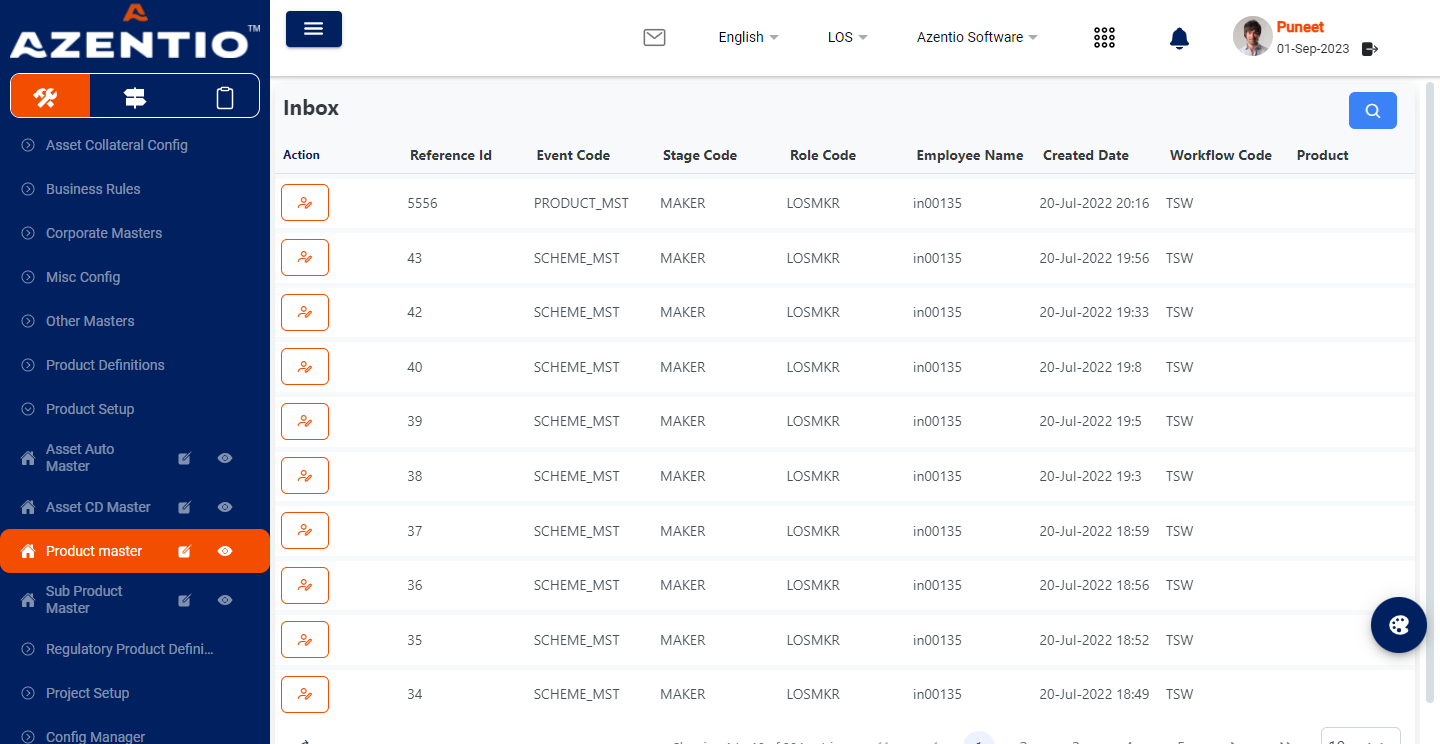 AZENTIO™
English
LOS
Azentio Software
Puneet
01-Sep-2023
Asset Collateral Config
Business Rules
Corporate Masters
Misc Config
Other Masters
Product Definitions
Product Setup
Asset Auto
Master
Asset CD Master
Product master
Sub Product
Master
Regulatory Product Defini...
Project Setup
Config Manager
Inbox
Action Reference Id Event Code Stage Code Role Code Employee Name Created Date Workflow Code Product
5556 PRODUCT_MST MAKER LOSMKR in00135 20-Jul-2022 20:16 TSW
43 SCHEME_MST MAKER LOSMKR in00135 20-Jul-2022 19:56 TSW
42 SCHEME_MST MAKER LOSMKR in00135 20-Jul-2022 19:33 TSW
40 SCHEME_MST MAKER LOSMKR in00135 20-Jul-2022 19:8 TSW
39 SCHEME_MST MAKER LOSMKR in00135 20-Jul-2022 19:5 TSW
38 SCHEME_MST MAKER LOSMKR in00135 20-Jul-2022 19:3 TSW
37 SCHEME_MST MAKER LOSMKR in00135 20-Jul-2022 18:59 TSW
36 SCHEME_MST MAKER LOSMKR in00135 20-Jul-2022 18:56 TSW
35 SCHEME_MST MAKER LOSMKR in00135 20-Jul-2022 18:52 TSW
34 SCHEME_MST MAKER LOSMKR in00135 20-Jul-2022 18:49 TSW